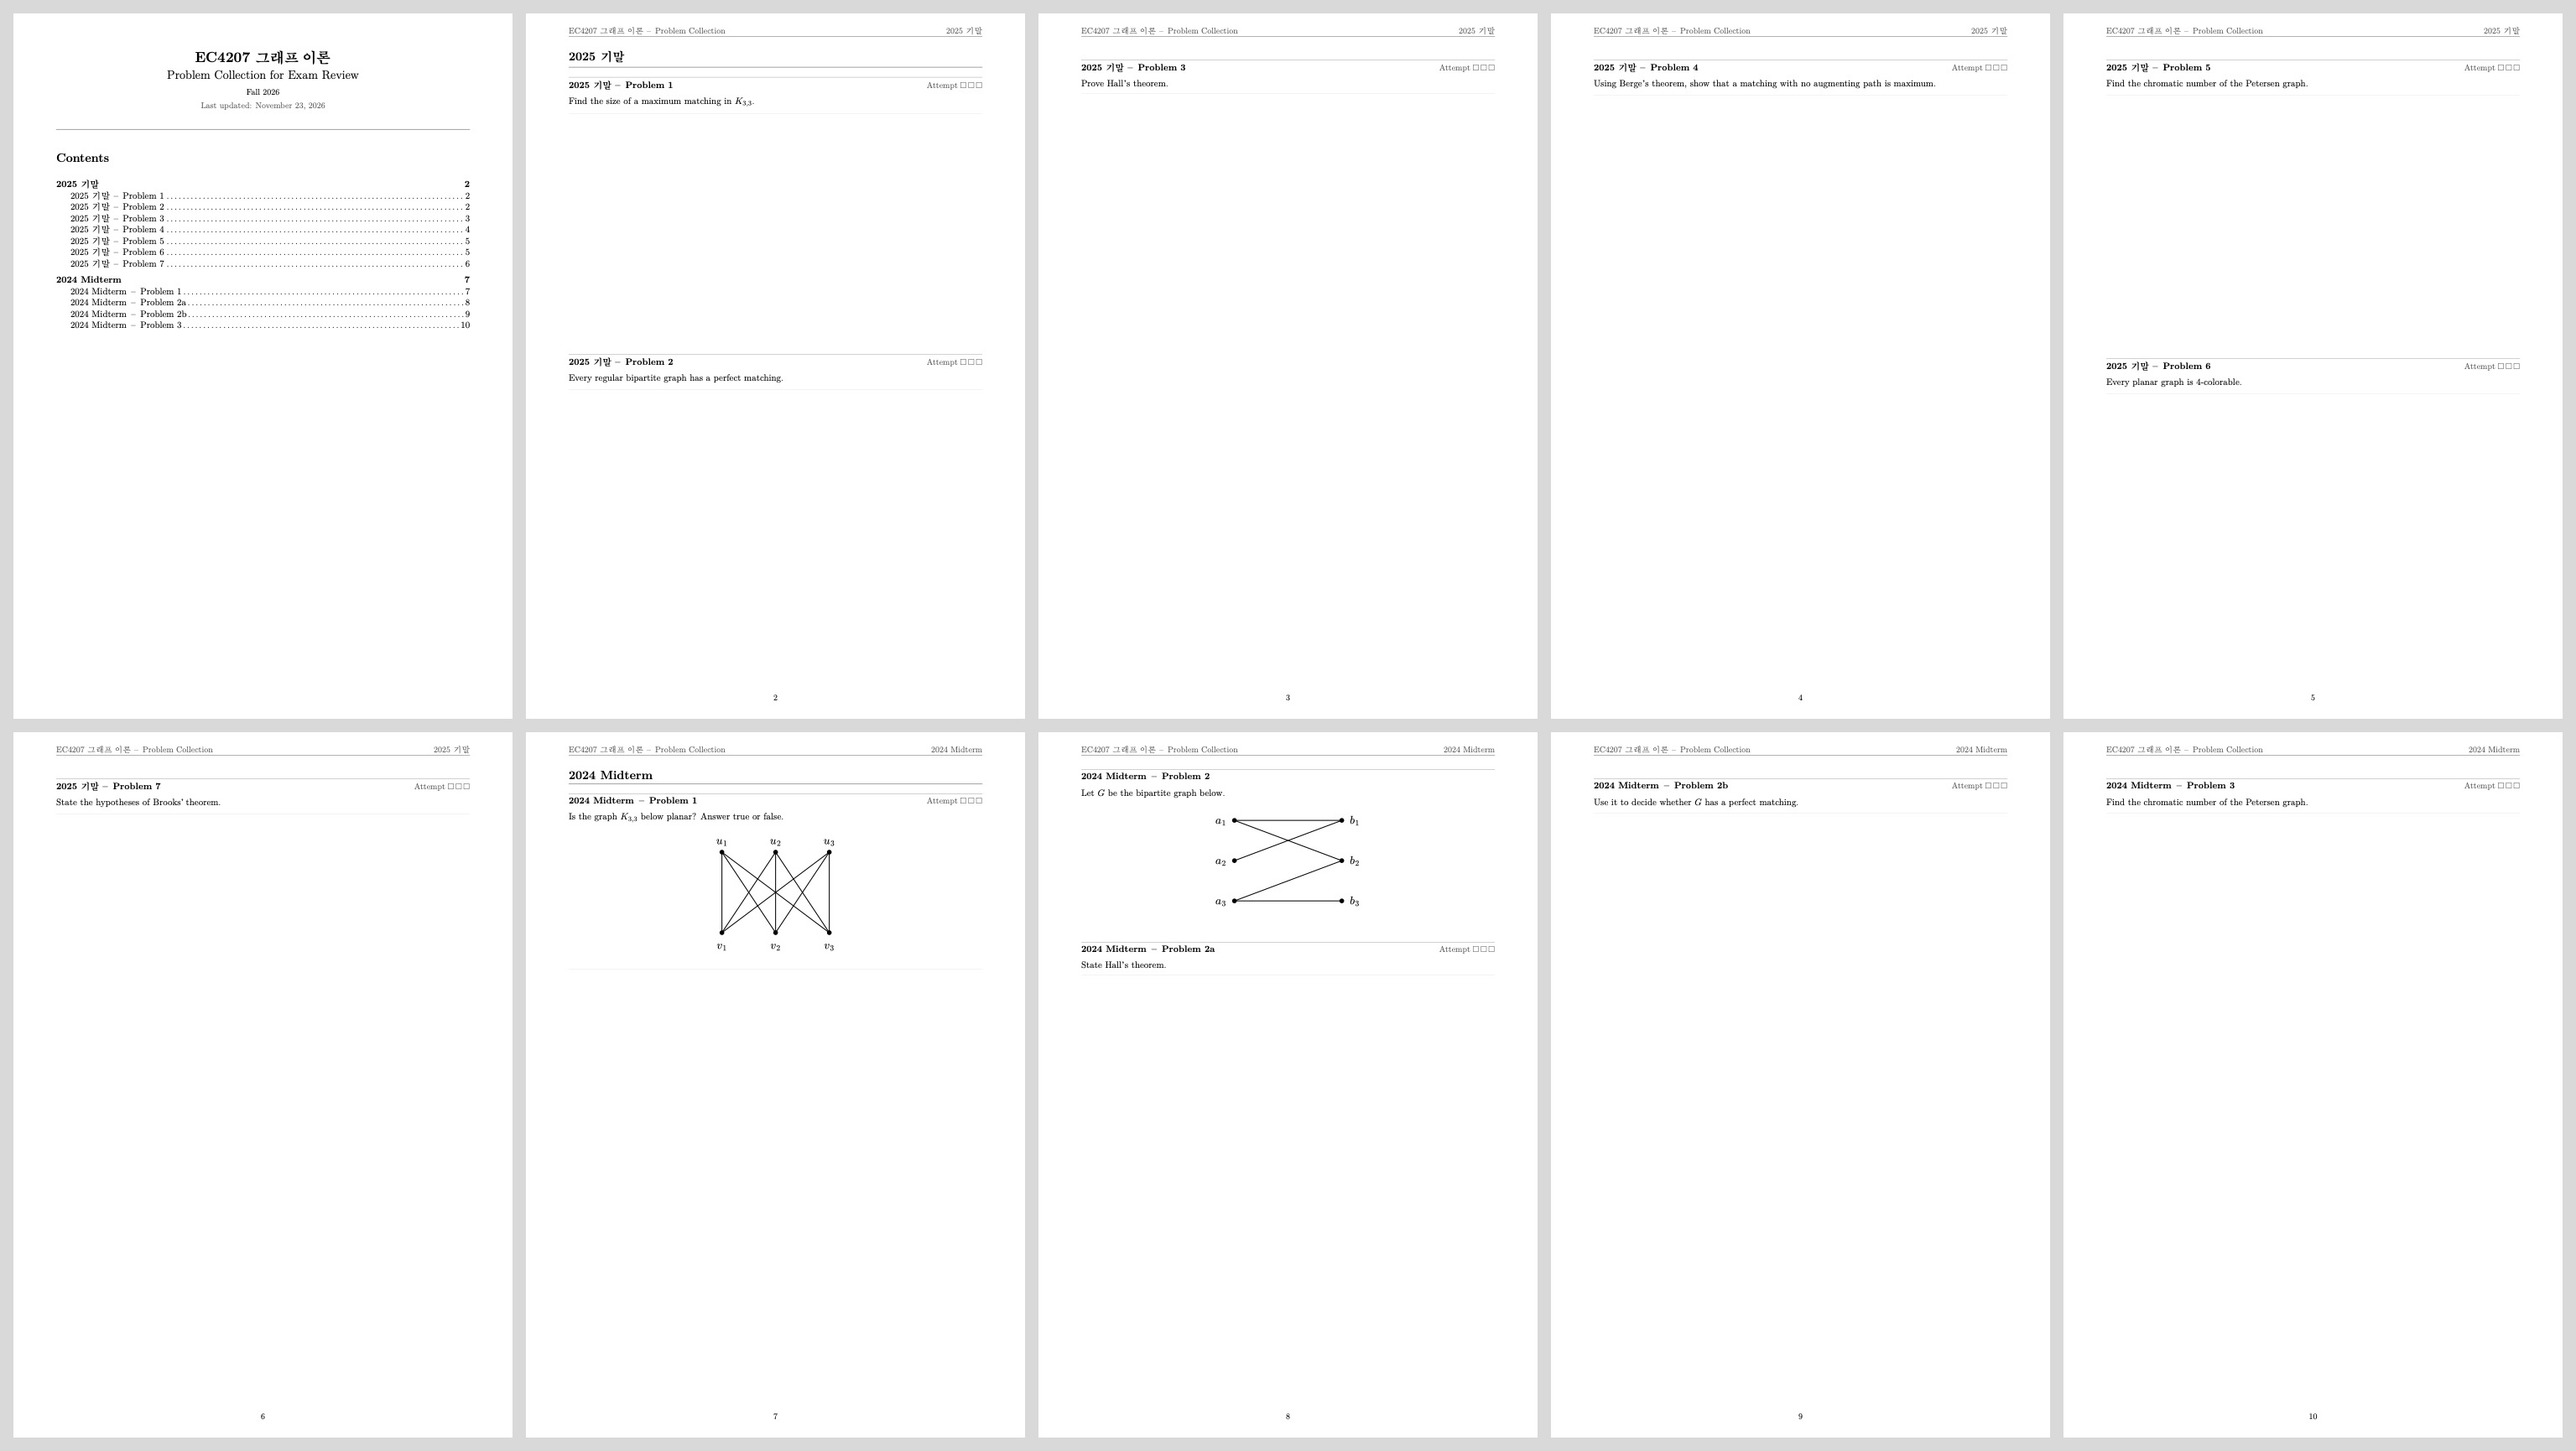 EC4207 그래프 이론
Problem Collection for Exam Review
Fall 2026
Last updated: November 23, 2026
Contents
2025 기말 2
2025 기말 – Problem 1 2
2025 기말 – Problem 2 2
2025 기말 – Problem 3 3
2025 기말 – Problem 4 4
2025 기말 – Problem 5 5
2025 기말 – Problem 6 5
2025 기말 – Problem 7 6
2024 Midterm 7
2024 Midterm – Problem 1 7
2024 Midterm – Problem 2a 8
2024 Midterm – Problem 2b 9
2024 Midterm – Problem 3 10
EC4207 그래프 이론 – Problem Collection 2025 기말
2025 기말
2025 기말 – Problem 1 Attempt □□□
Find the size of a maximum matching in K3,3.
2025 기말 – Problem 2 Attempt □□□
Every regular bipartite graph has a perfect matching.
2
EC4207 그래프 이론 – Problem Collection 2025 기말
2025 기말 – Problem 3 Attempt □□□
Prove Hall's theorem.
3
EC4207 그래프 이론 – Problem Collection 2025 기말
2025 기말 – Problem 4 Attempt □□□
Using Berge's theorem, show that a matching with no augmenting path is maximum.
4
EC4207 그래프 이론 – Problem Collection 2025 기말
2025 기말 – Problem 5 Attempt □□□
Find the chromatic number of the Petersen graph.
2025 기말 – Problem 6 Attempt □□□
Every planar graph is 4-colorable.
5
EC4207 그래프 이론 – Problem Collection 2025 기말
2025 기말 – Problem 7 Attempt □□□
State the hypotheses of Brooks' theorem.
6
EC4207 그래프 이론 – Problem Collection 2024 Midterm
2024 Midterm
2024 Midterm – Problem 1 Attempt □□□
Is the graph K3,3 below planar? Answer true or false.
u1 u2 u3
v1 v2 v3
7
EC4207 그래프 이론 – Problem Collection 2024 Midterm
2024 Midterm – Problem 2
Let G be the bipartite graph below.
a1 b1
a2 b2
a3 b3
2024 Midterm – Problem 2a Attempt □□□
State Hall's theorem.
8
EC4207 그래프 이론 – Problem Collection 2024 Midterm
2024 Midterm – Problem 2b Attempt □□□
Use it to decide whether G has a perfect matching.
9
EC4207 그래프 이론 – Problem Collection 2024 Midterm
2024 Midterm – Problem 3 Attempt □□□
Find the chromatic number of the Petersen graph.
10